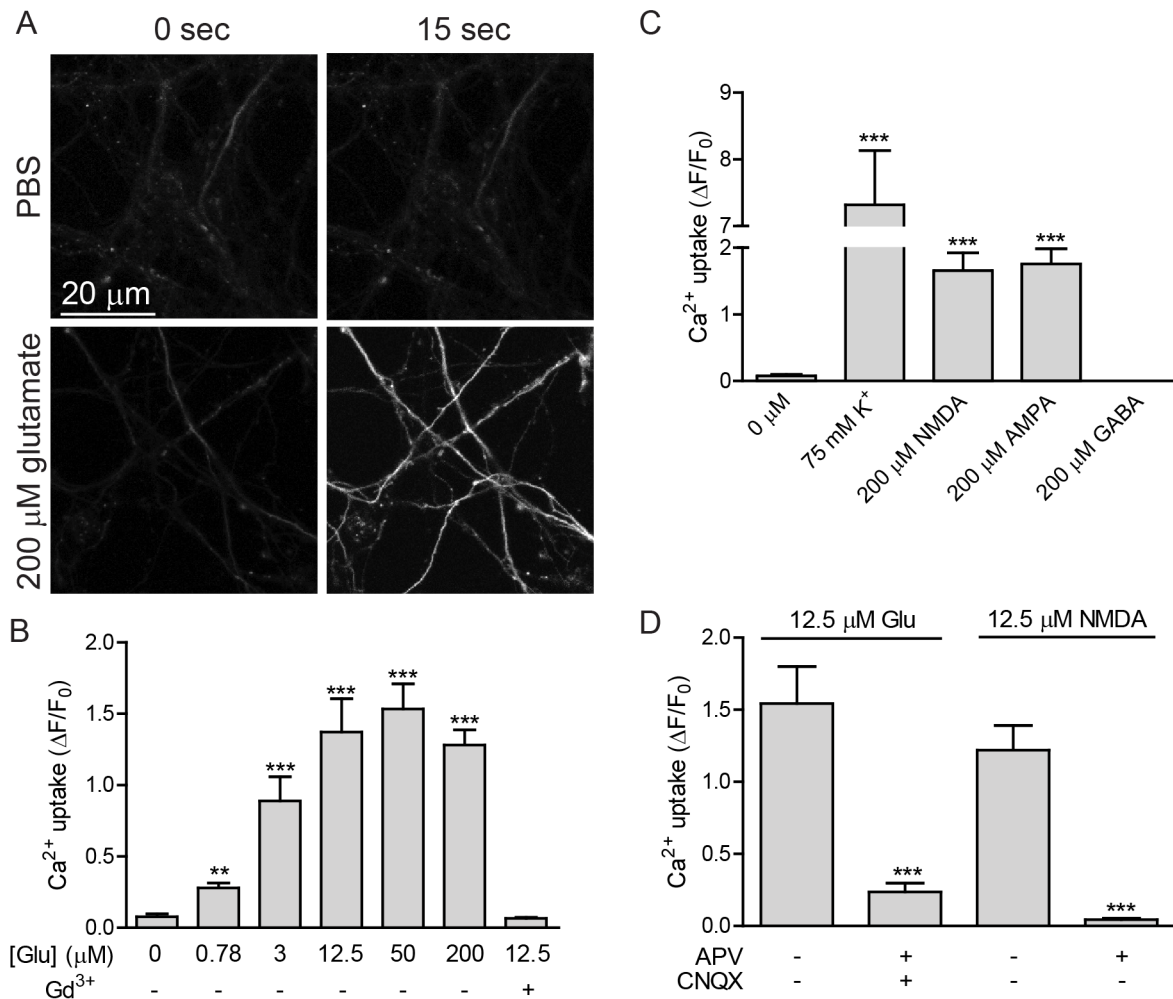 A
0 sec 15 sec
PBS
20 μm
200 μM glutamate
B
Ca²⁺ uptake (ΔF/F₀)
2.0
1.5
1.0
0.5
0.0
** *** *** *** ***
[Glu] (μM) 0 0.78 3 12.5 50 200 12.5
Gd³⁺ - - - - - - +
C
Ca²⁺ uptake (ΔF/F₀)
9
8
7
2
1
0
*** *** ***
0 μM
75 mM K⁺
200 μM NMDA
200 μM AMPA
200 μM GABA
D
12.5 μM Glu 12.5 μM NMDA
Ca²⁺ uptake (ΔF/F₀)
2.0
1.5
1.0
0.5
0.0
*** ***
APV - + - +
CNQX - + - -